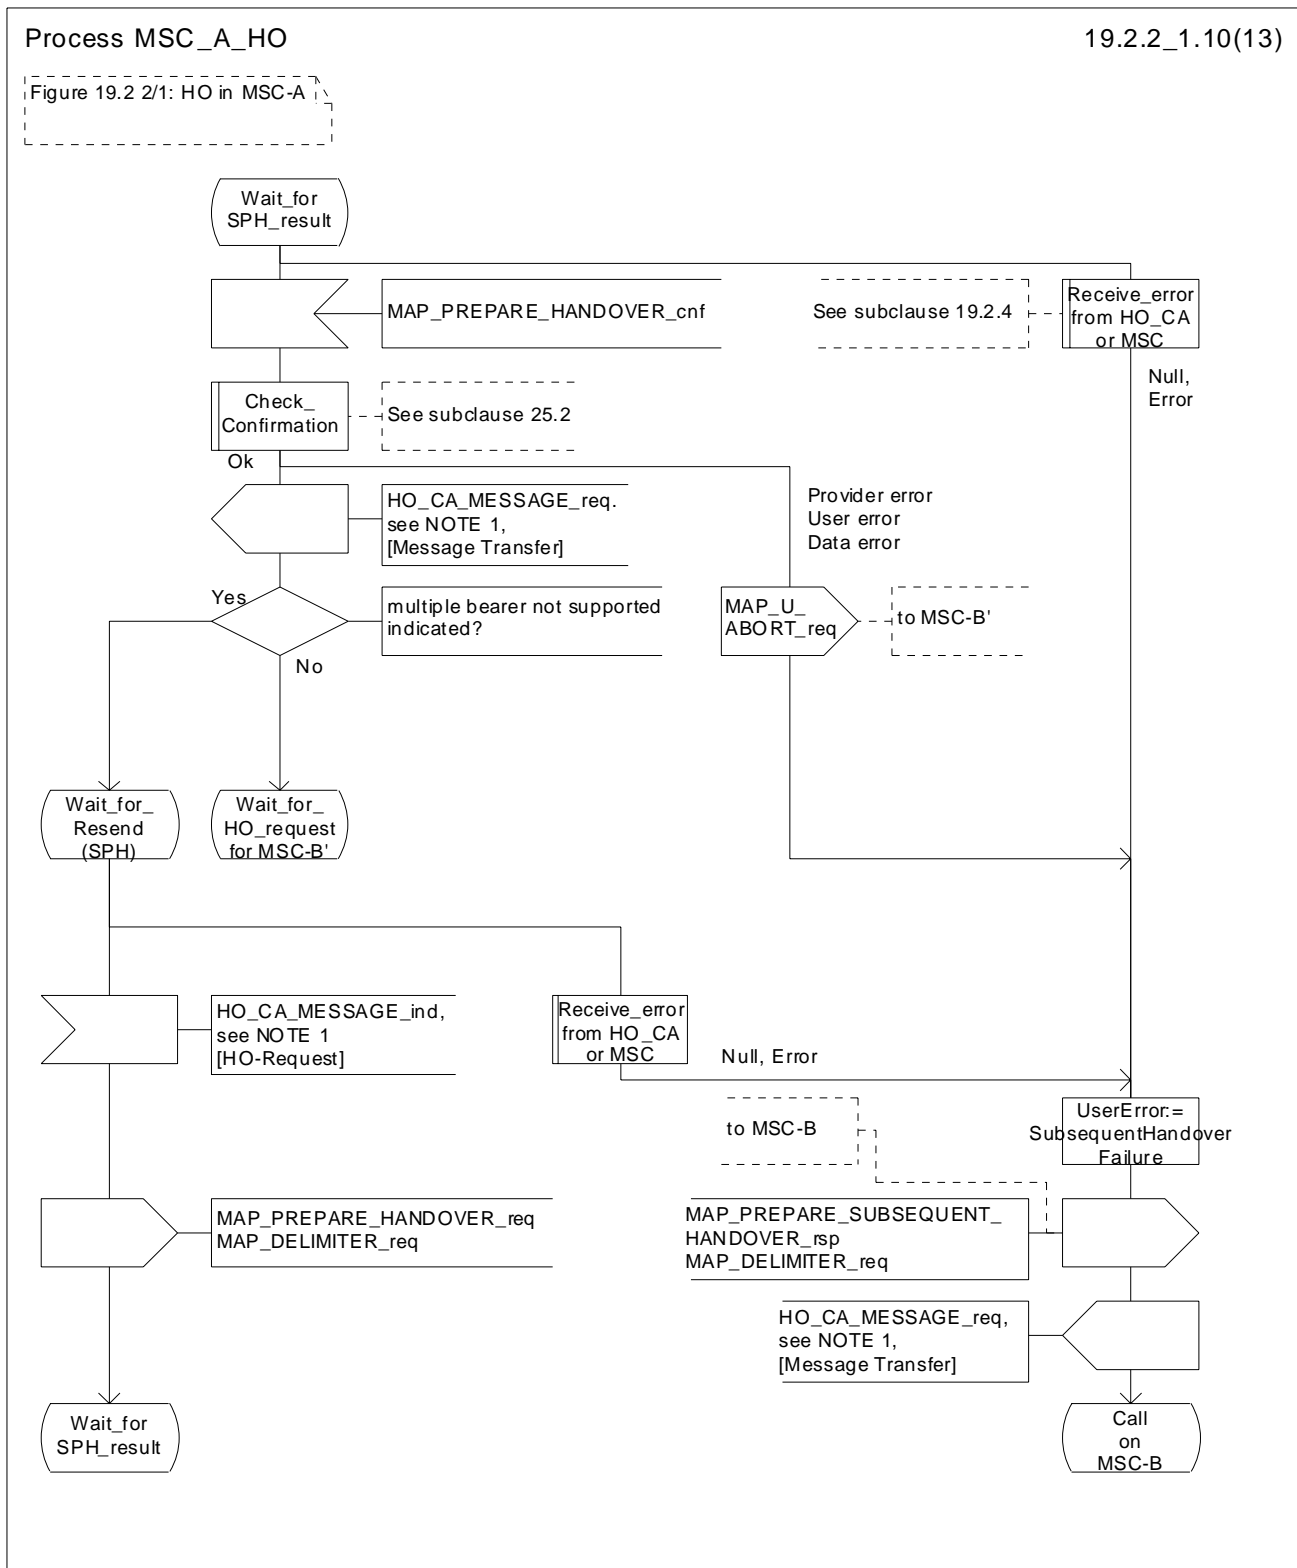 Process MSC_A_HO
19.2.2_1.10(13)
Figure 19.2 2/1: HO in MSC-A
Wait_for
SPH_result
MAP_PREPARE_HANDOVER_cnf
See subclause 19.2.4
Receive_error
from HO_CA
or MSC
Null,
Error
Check_
Confirmation
See subclause 25.2
Ok
HO_CA_MESSAGE_req.
see NOTE 1,
[Message Transfer]
Provider error
User error
Data error
Yes
multiple bearer not supported
indicated?
No
MAP_U_
ABORT_req
to MSC-B'
Wait_for_
Resend
(SPH)
Wait_for_
HO_request
for MSC-B'
HO_CA_MESSAGE_ind,
see NOTE 1
[HO-Request]
Receive_error
from HO_CA
or MSC
Null, Error
to MSC-B
UserError:=
SubsequentHandover
Failure
MAP_PREPARE_HANDOVER_req
MAP_DELIMITER_req
MAP_PREPARE_SUBSEQUENT_
HANDOVER_rsp
MAP_DELIMITER_req
HO_CA_MESSAGE_req,
see NOTE 1,
[Message Transfer]
Wait_for
SPH_result
Call
on
MSC-B